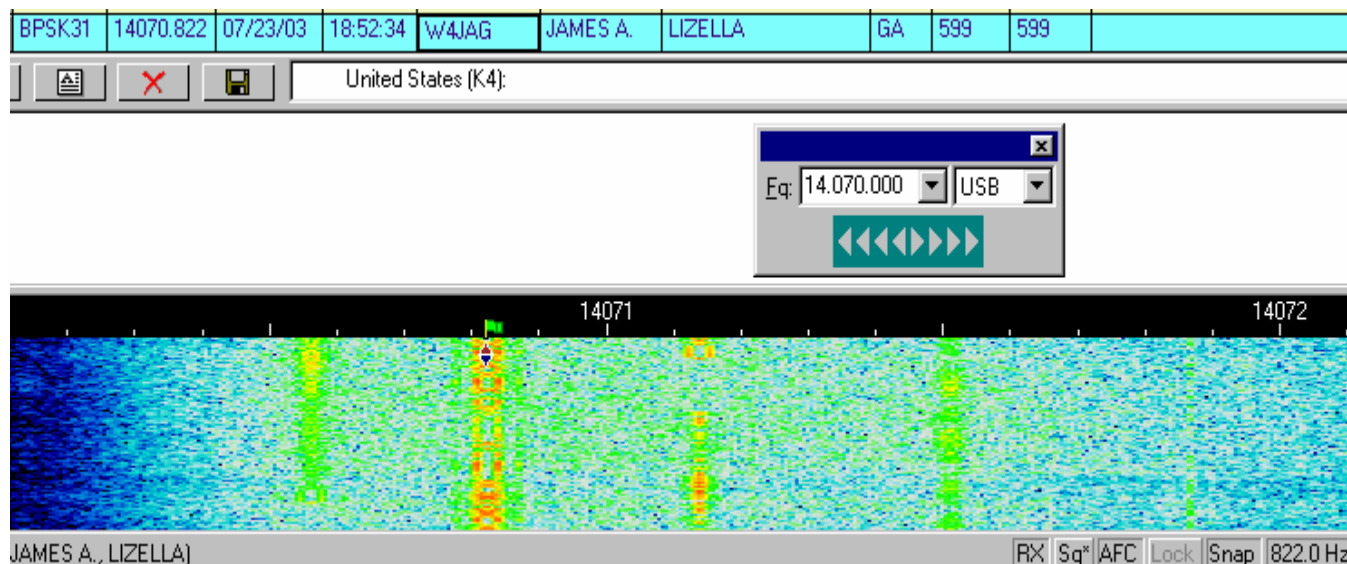 BPSK31 14070.822 07/23/03 18:52:34 W4JAG JAMES A. LIZELLA GA 599 599
United States (K4):
Fq: 14.070.000 USB
14071 14072
JAMES A., LIZELLA) RX Sq* AFC Lock Snap 822.0 Hz